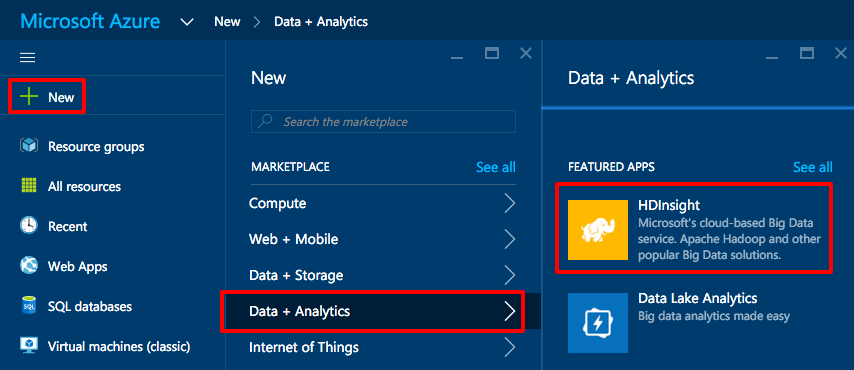 Microsoft Azure New Data + Analytics
New
Resource groups
All resources
Recent
Web Apps
SQL databases
Virtual machines (classic)
New
Search the marketplace
MARKETPLACE See all
Compute
Web + Mobile
Data + Storage
Data + Analytics
Internet of Things
Data + Analytics
FEATURED APPS See all
HDInsight
Microsoft's cloud-based Big Data
service. Apache Hadoop and other
popular Big Data solutions.
Data Lake Analytics
Big data analytics made easy
SQL